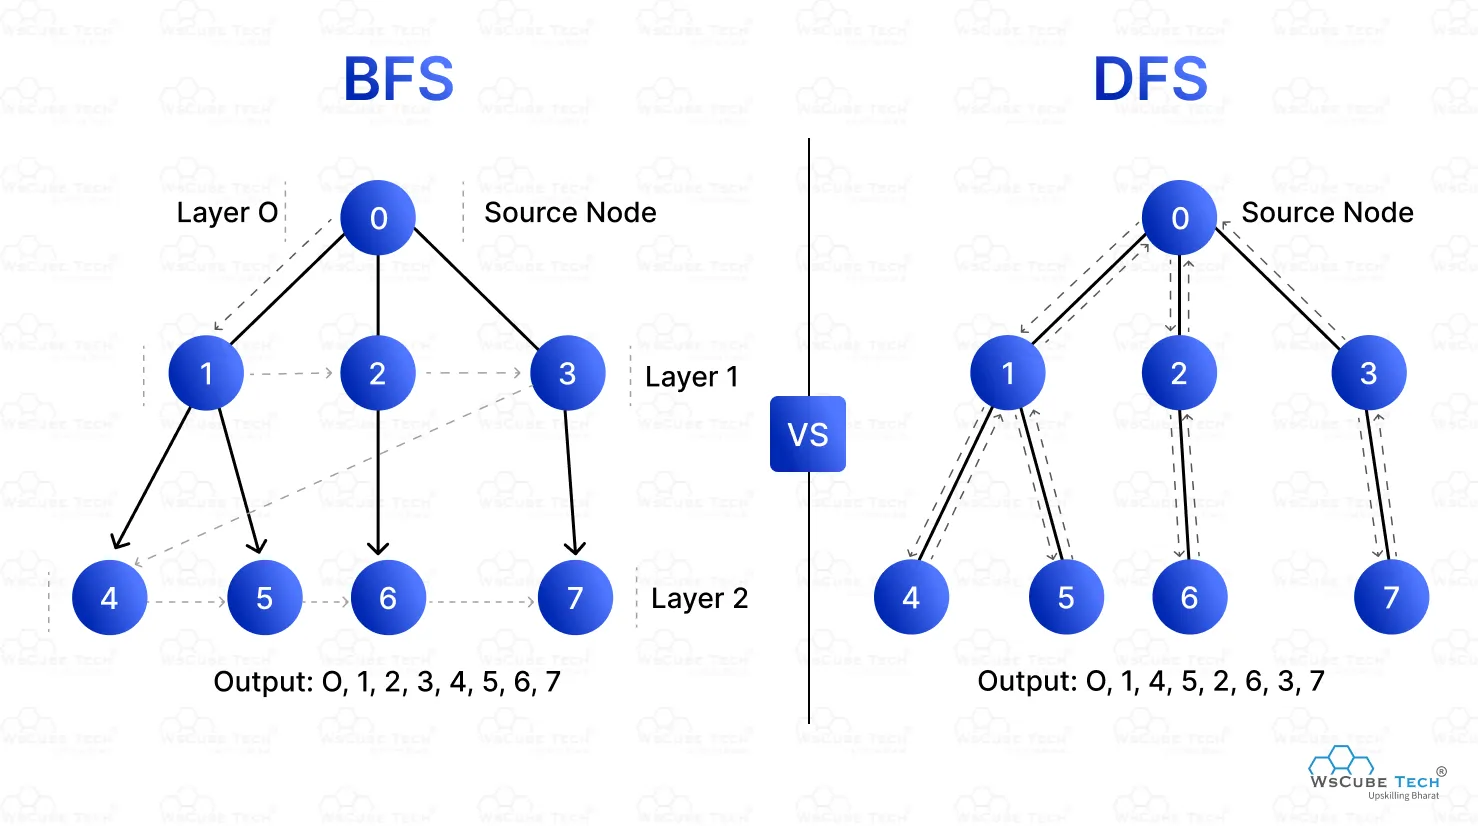 BFS
Layer O
0
Source Node
1
2
3
Layer 1
4
5
6
7
Layer 2
Output: O, 1, 2, 3, 4, 5, 6, 7
VS
DFS
0
Source Node
1
2
3
4
5
6
7
Output: O, 1, 4, 5, 2, 6, 3, 7
WsCube Tech®
Upskilling Bharat